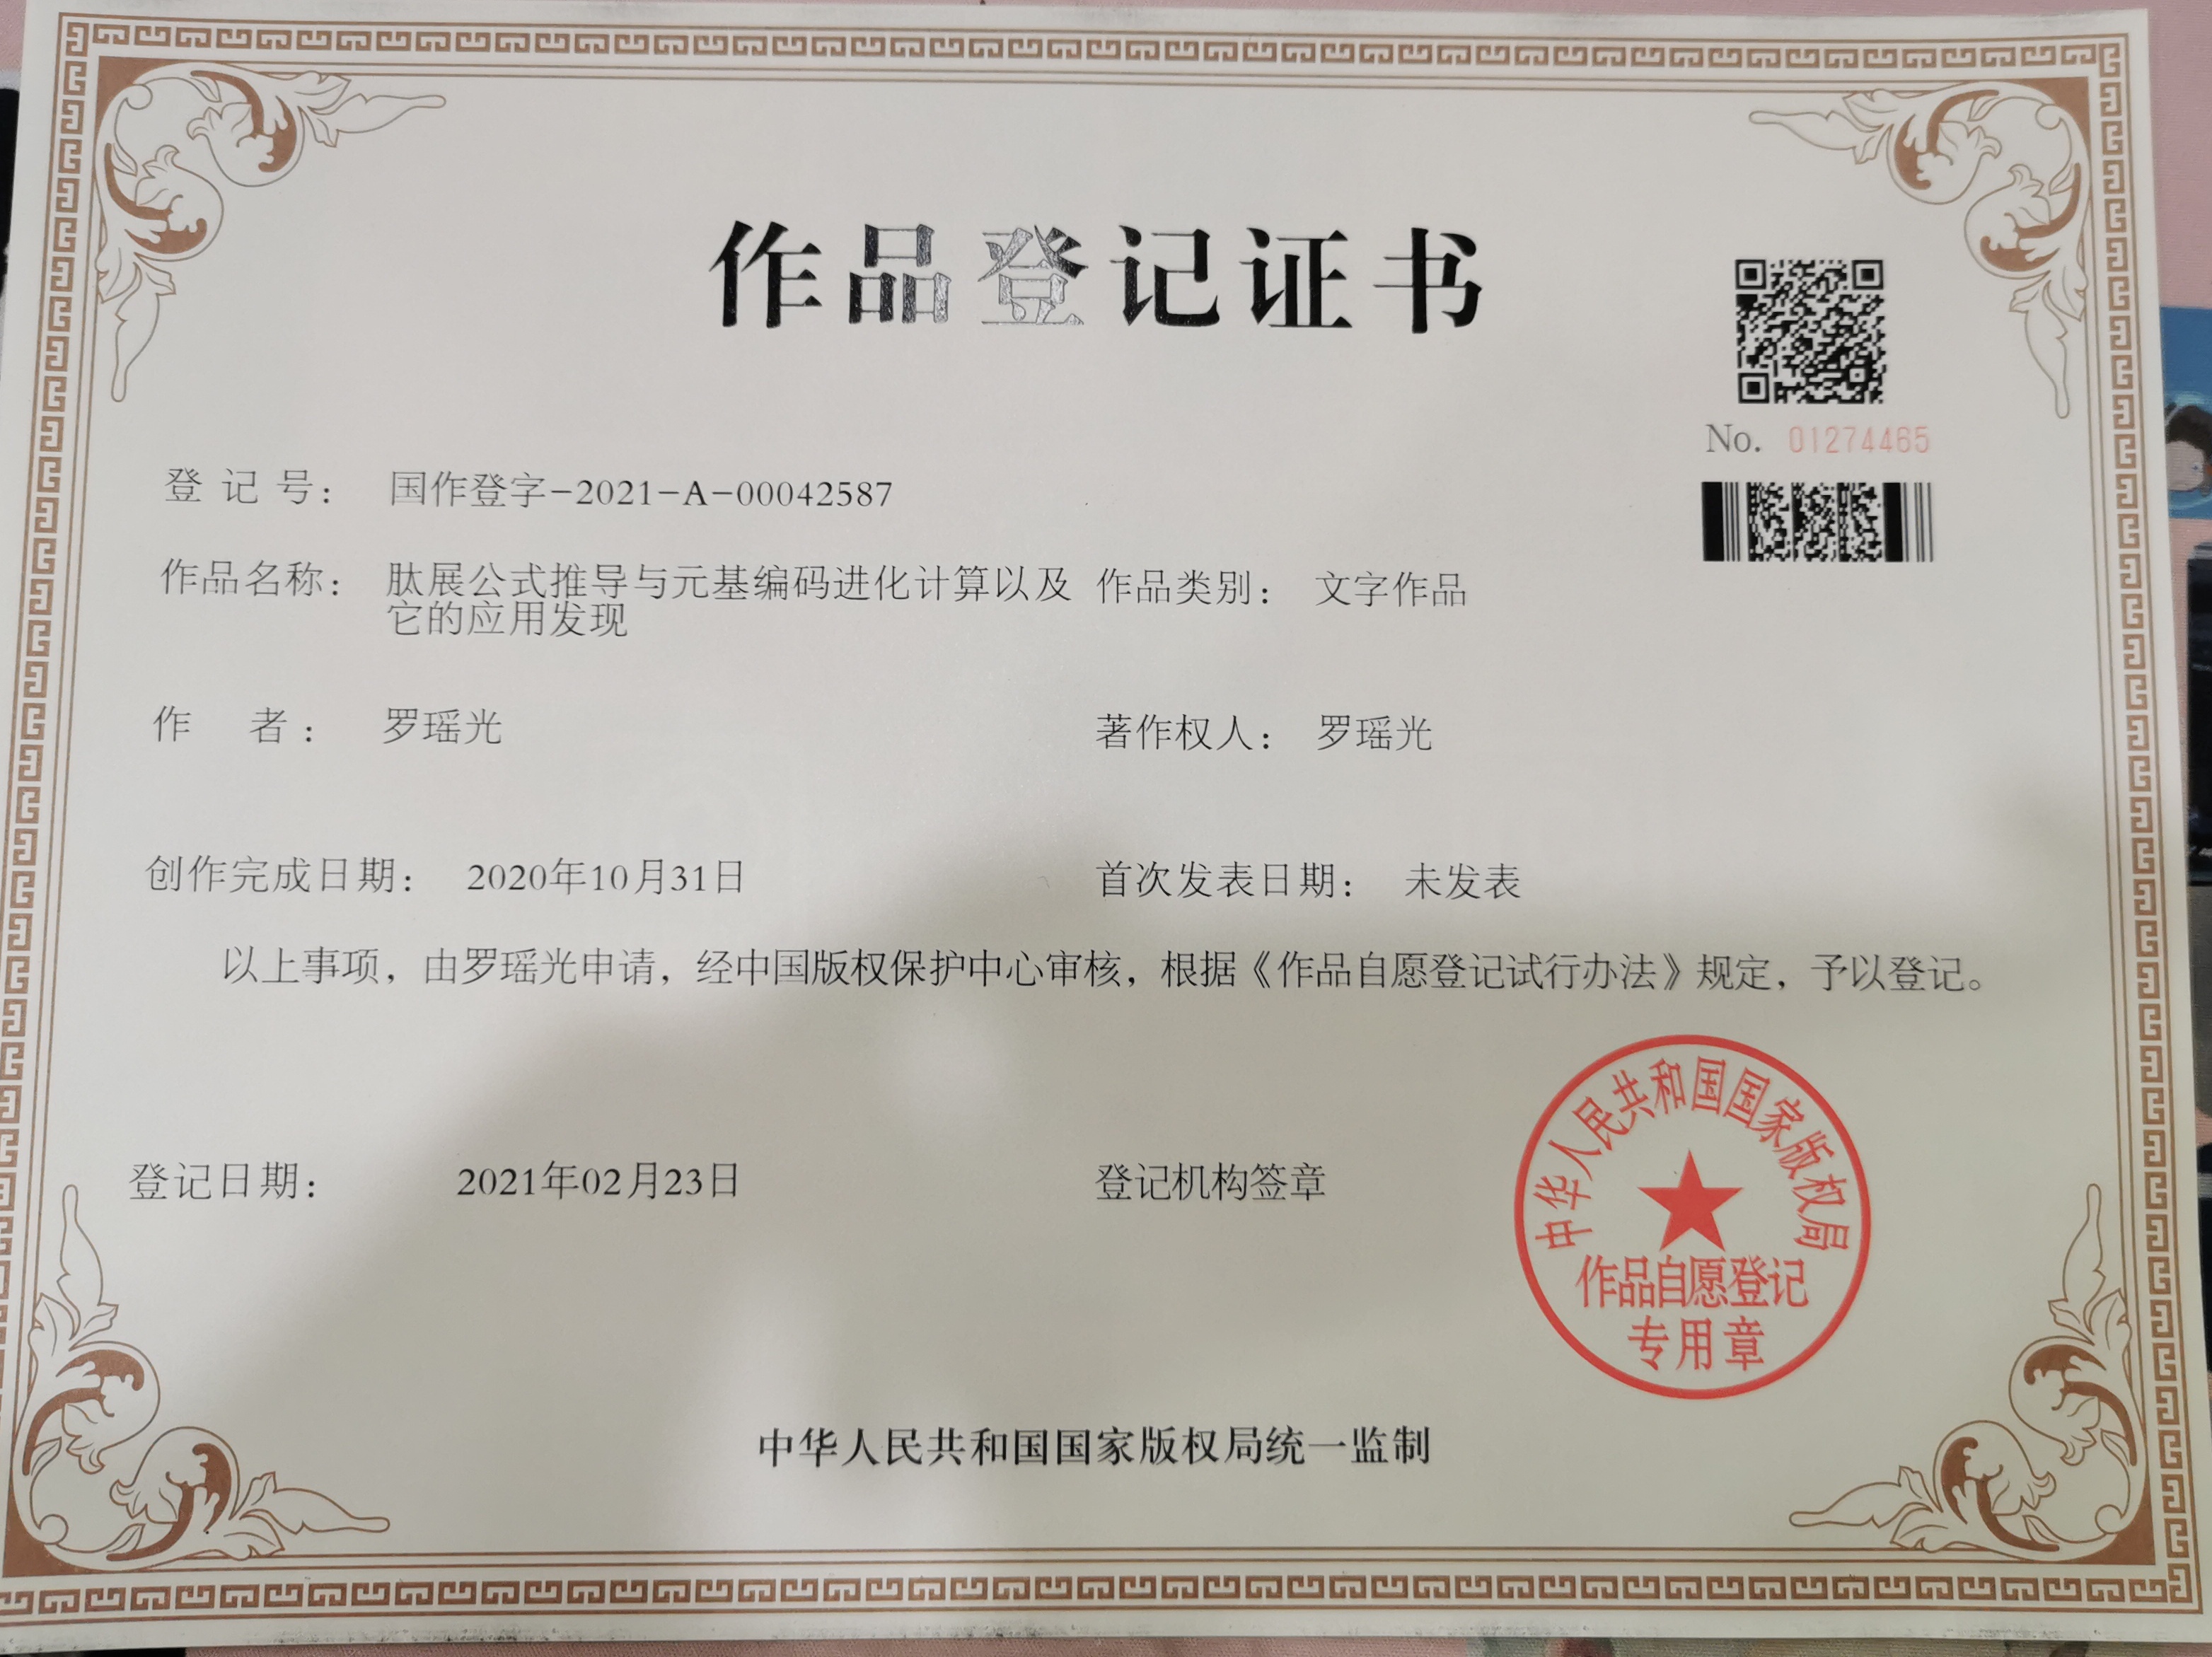 作品登记证书
No. 01274465
登 记 号： 国作登字-2021-A-00042587
作品名称： 肽展公式推导与元基编码进化计算以及 作品类别： 文字作品
它的应用发现
作 者： 罗瑶光 著作权人： 罗瑶光
创作完成日期： 2020年10月31日 首次发表日期： 未发表
以上事项，由罗瑶光申请，经中国版权保护中心审核，根据《作品自愿登记试行办法》规定，予以登记。
登记日期： 2021年02月23日 登记机构签章
中华人民共和国国家版权局
作品自愿登记
专用章
中华人民共和国国家版权局统一监制